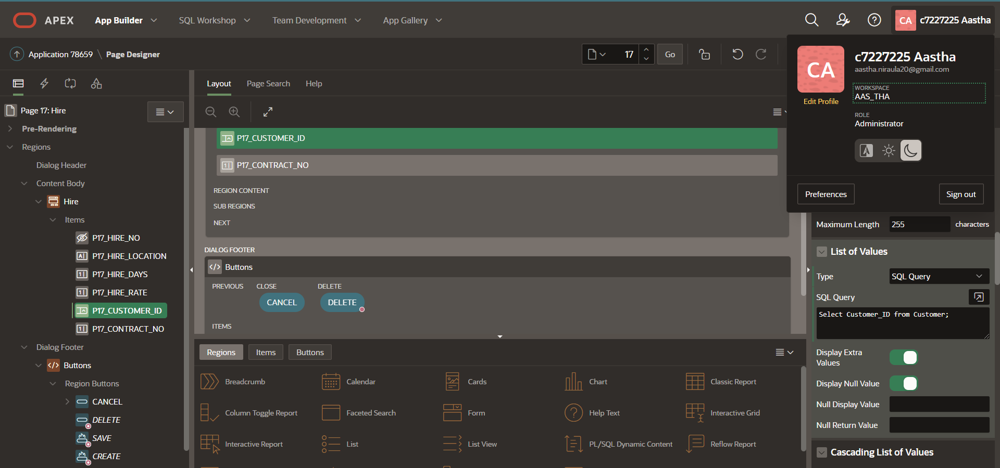 APEX
App Builder
SQL Workshop
Team Development
App Gallery
CA
c7227225 Aastha
Application 78659 \ Page Designer
17
Go
CA
c7227225 Aastha
aastha.niraula20@gmail.com
WORKSPACE
AAS_THA
Edit Profile
ROLE
Administrator
Preferences
Sign out
Page 17: Hire
Pre-Rendering
Regions
Dialog Header
Content Body
Hire
Items
P17_HIRE_NO
P17_HIRE_LOCATION
P17_HIRE_DAYS
P17_HIRE_RATE
P17_CUSTOMER_ID
P17_CONTRACT_NO
Dialog Footer
Buttons
Region Buttons
CANCEL
DELETE
SAVE
CREATE
Layout
Page Search
Help
P17_CUSTOMER_ID
P17_CONTRACT_NO
REGION CONTENT
SUB REGIONS
NEXT
DIALOG FOOTER
Buttons
PREVIOUS
CLOSE
DELETE
CANCEL
DELETE
ITEMS
Regions
Items
Buttons
Breadcrumb
Calendar
Cards
Chart
Classic Report
Column Toggle Report
Faceted Search
Form
Help Text
Interactive Grid
Interactive Report
List
List View
PL/SQL Dynamic Content
Reflow Report
Maximum Length
255
characters
List of Values
Type
SQL Query
SQL Query
Select Customer_ID from Customer;
Display Extra
Values
Display Null Value
Null Display Value
Null Return Value
Cascading List of Values